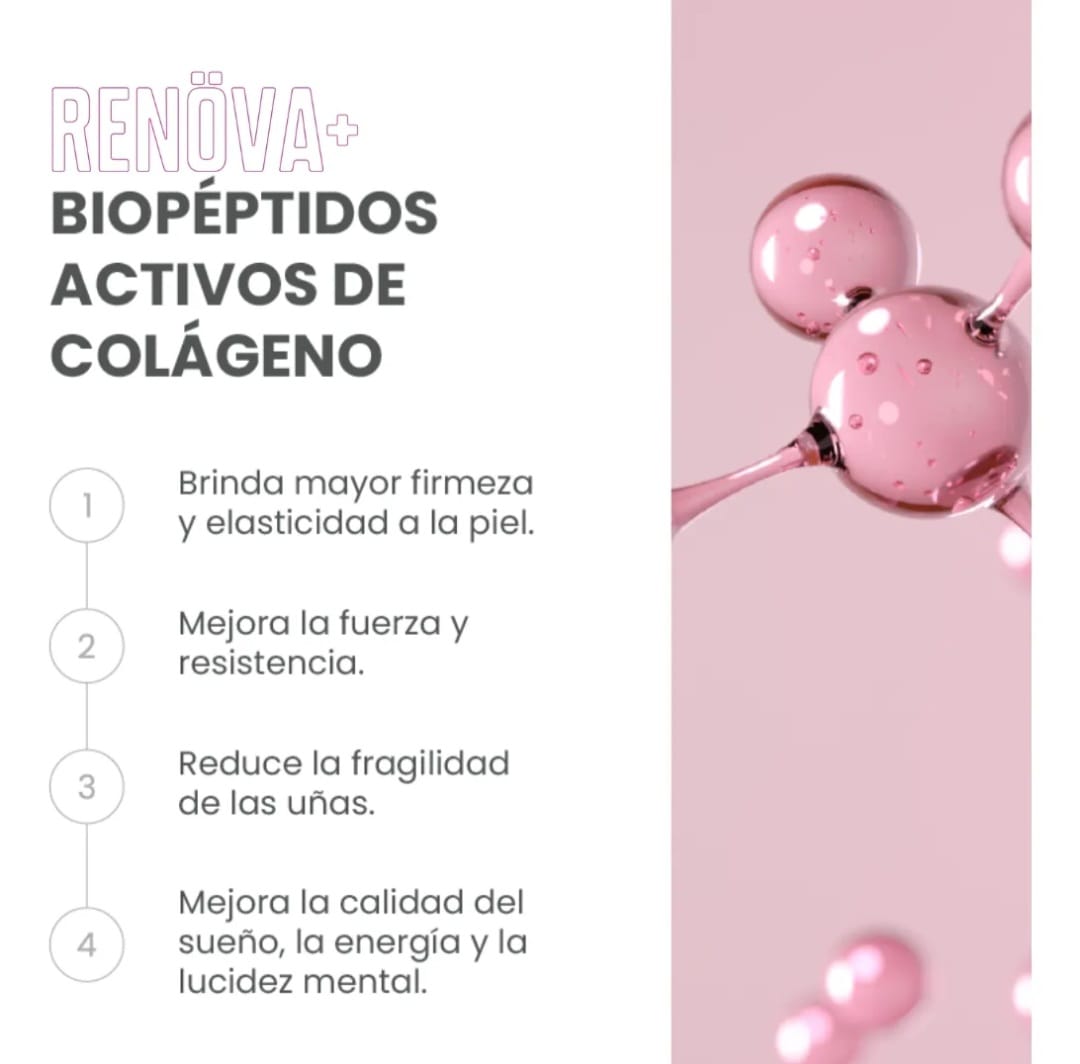 RENÖVA+
BIOPÉPTIDOS
ACTIVOS DE
COLÁGENO
1
Brinda mayor firmeza
y elasticidad a la piel.
2
Mejora la fuerza y
resistencia.
3
Reduce la fragilidad
de las uñas.
4
Mejora la calidad del
sueño, la energía y la
lucidez mental.